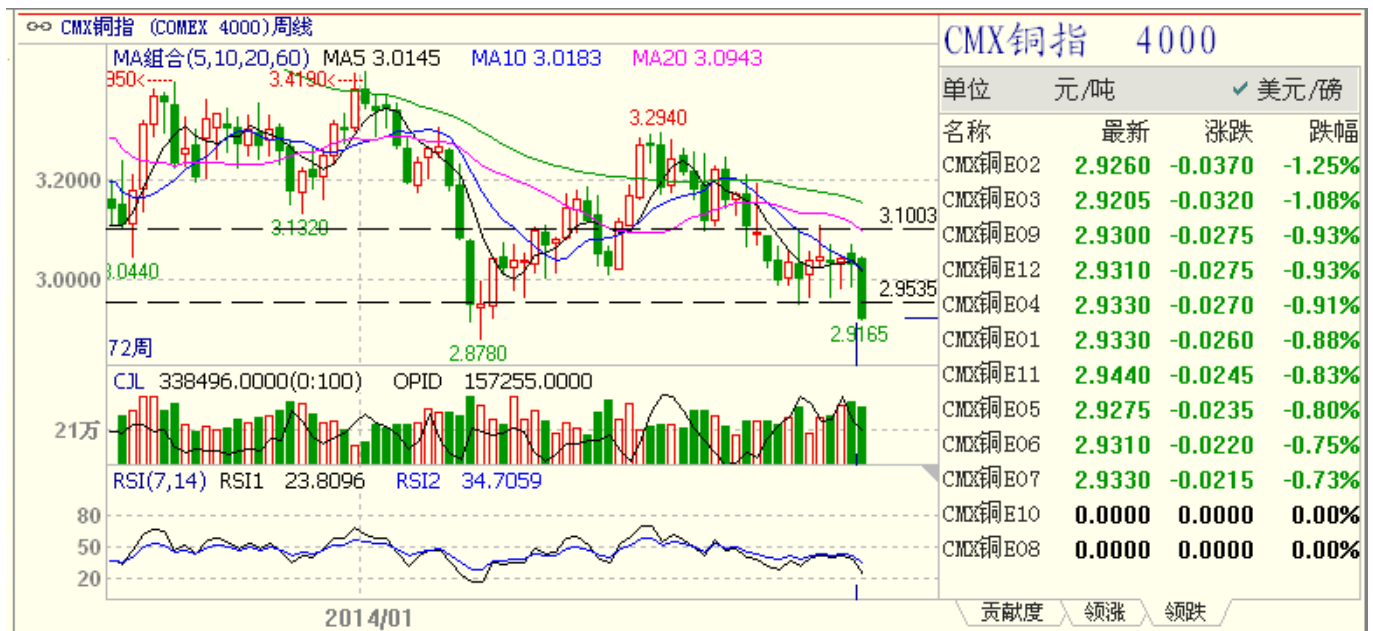 CMX铜指 (COMEX 4000)周线
MA组合(5,10,20,60) MA5 3.0145 MA10 3.0183 MA20 3.0943
950<----
3.4190<----
3.2940
3.2000
3.1320
3.1003
3.0440
3.0000
2.9535
2.9165
2.8780
72周
CJL 338496.0000(0:100) OPID 157255.0000
21万
RSI(7,14) RSI1 23.8096 RSI2 34.7059
80
50
20
2014/01
CMX铜指 4000
单位 元/吨 ✓ 美元/磅
名称 最新 涨跌 跌幅
CMX铜E02 2.9260 -0.0370 -1.25%
CMX铜E03 2.9205 -0.0320 -1.08%
CMX铜E09 2.9300 -0.0275 -0.93%
CMX铜E12 2.9310 -0.0275 -0.93%
CMX铜E04 2.9330 -0.0270 -0.91%
CMX铜E01 2.9330 -0.0260 -0.88%
CMX铜E11 2.9440 -0.0245 -0.83%
CMX铜E05 2.9275 -0.0235 -0.80%
CMX铜E06 2.9310 -0.0220 -0.75%
CMX铜E07 2.9330 -0.0215 -0.73%
CMX铜E10 0.0000 0.0000 0.00%
CMX铜E08 0.0000 0.0000 0.00%
贡献度 领涨 领跌